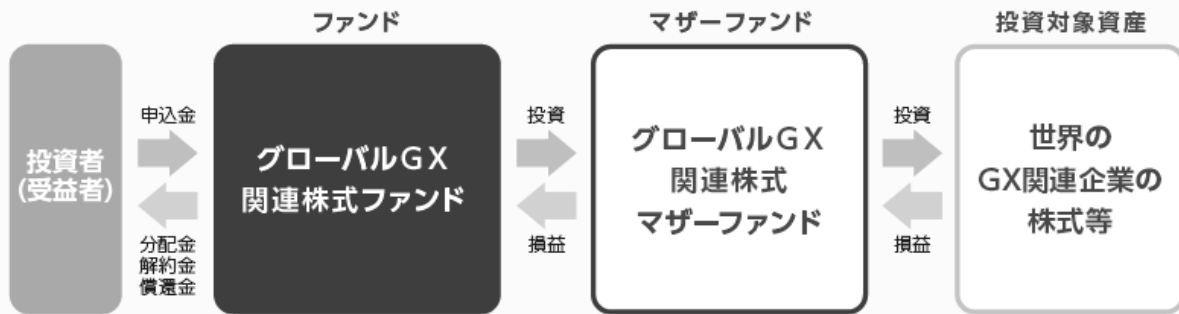 ファンド
マザーファンド
投資対象資産
投資者
(受益者)
申込金
分配金
解約金
償還金
グローバルGX
関連株式ファンド
投資
損益
グローバルGX
関連株式
マザーファンド
投資
損益
世界の
GX関連企業の
株式等